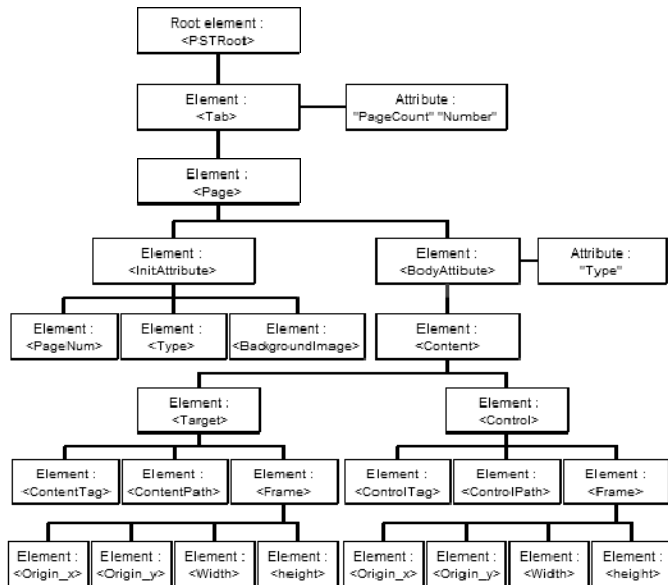 Root element :
<PSTRoot>
Element :
<Tab>
Attribute :
"PageCount" "Number"
Element :
<Page>
Element :
<InitAttribute>
Element :
<BodyAttibute>
Attribute :
"Type"
Element :
<PageNum>
Element :
<Type>
Element :
<BackgroundImage>
Element :
<Content>
Element :
<Target>
Element :
<Control>
Element :
<ContentTag>
Element :
<ContentPath>
Element :
<Frame>
Element :
<ControlTag>
Element :
<ControlPath>
Element :
<Frame>
Element :
<Origin_x>
Element :
<Origin_y>
Element :
<Width>
Element :
<height>
Element :
<Origin_x>
Element :
<Origin_y>
Element :
<Width>
Element :
<height>